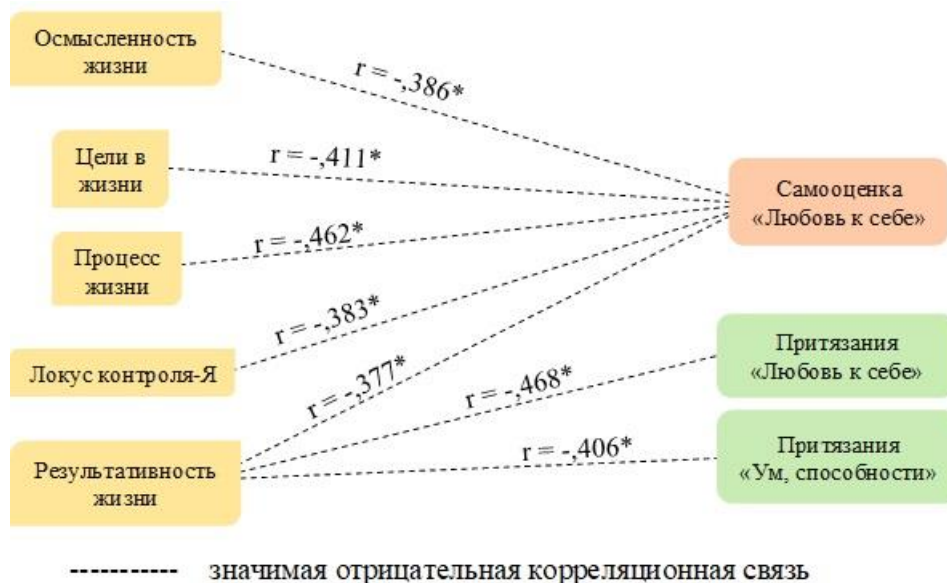 Осмысленность
жизни
r = -,386*
Цели в
жизни
r = -,411*
Самооценка
«Любовь к себе»
Процесс
жизни
r = -,462*
r = -,383*
Локус контроля-Я
r = -,377*
r = -,468*
Притязания
«Любовь к себе»
Результативность
жизни
r = -,406*
Притязания
«Ум, способности»
----------- значимая отрицательная корреляционная связь